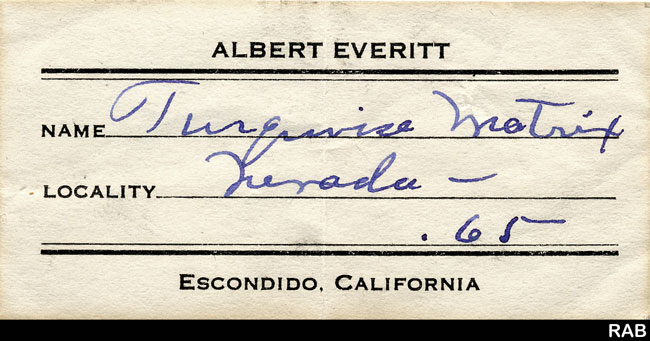 ALBERT EVERITT
NAME Turquoise Matrix
LOCALITY Nevada –
.65
ESCONDIDO, CALIFORNIA
RAB